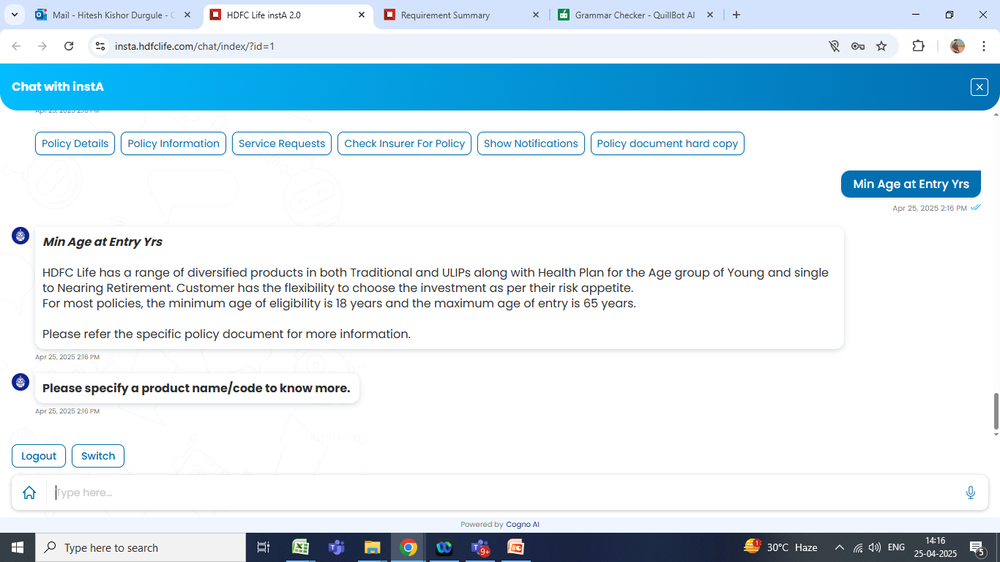 Mail - Hitesh Kishor Durgule -
HDFC Life instA 2.0
Requirement Summary
Grammar Checker - QuillBot AI
insta.hdfclife.com/chat/index/?id=1
Chat with instA
Apr 25, 2025 2:16 PM
Policy Details
Policy Information
Service Requests
Check Insurer For Policy
Show Notifications
Policy document hard copy
Min Age at Entry Yrs
Apr 25, 2025 2:16 PM
Min Age at Entry Yrs
HDFC Life has a range of diversified products in both Traditional and ULIPs along with Health Plan for the Age group of Young and single
to Nearing Retirement. Customer has the flexibility to choose the investment as per their risk appetite.
For most policies, the minimum age of eligibility is 18 years and the maximum age of entry is 65 years.
Please refer the specific policy document for more information.
Apr 25, 2025 2:16 PM
Please specify a product name/code to know more.
Apr 25, 2025 2:16 PM
Logout
Switch
Type here...
Powered by Cogno AI
Type here to search
9+
1
30°C Haze
ENG
14:16
25-04-2025
5